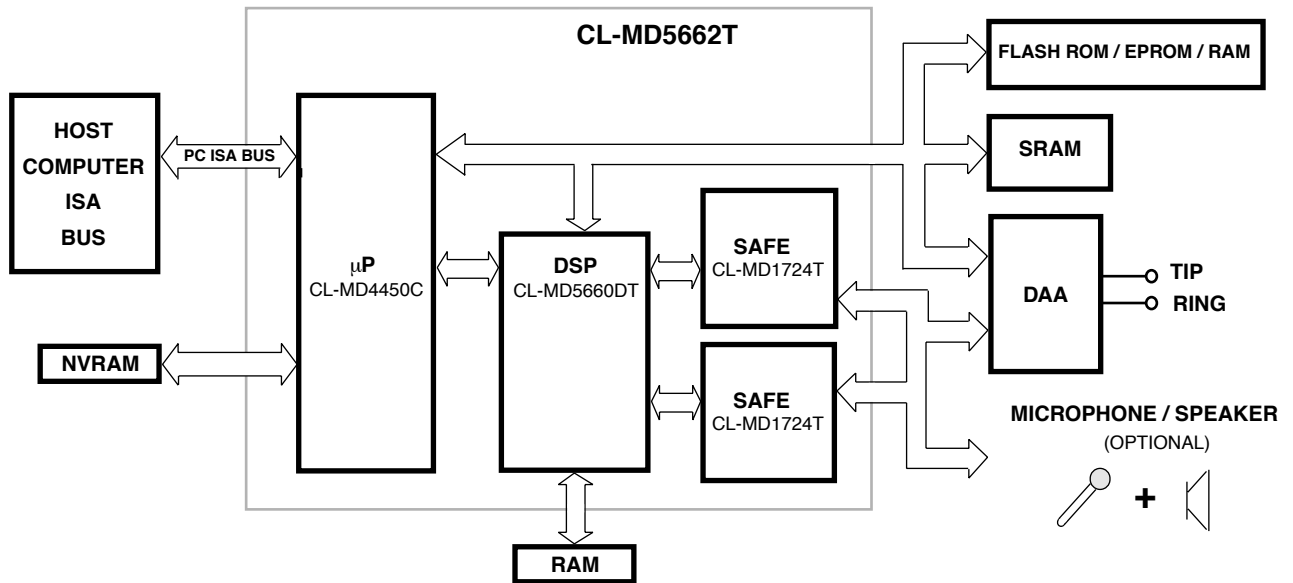 CL-MD5662T
FLASH ROM / EPROM / RAM
HOST
COMPUTER
ISA
BUS
PC ISA BUS
SRAM
µP
CL-MD4450C
DSP
CL-MD5660DT
SAFE
CL-MD1724T
DAA
TIP
RING
NVRAM
SAFE
CL-MD1724T
MICROPHONE / SPEAKER
(OPTIONAL)
+
RAM